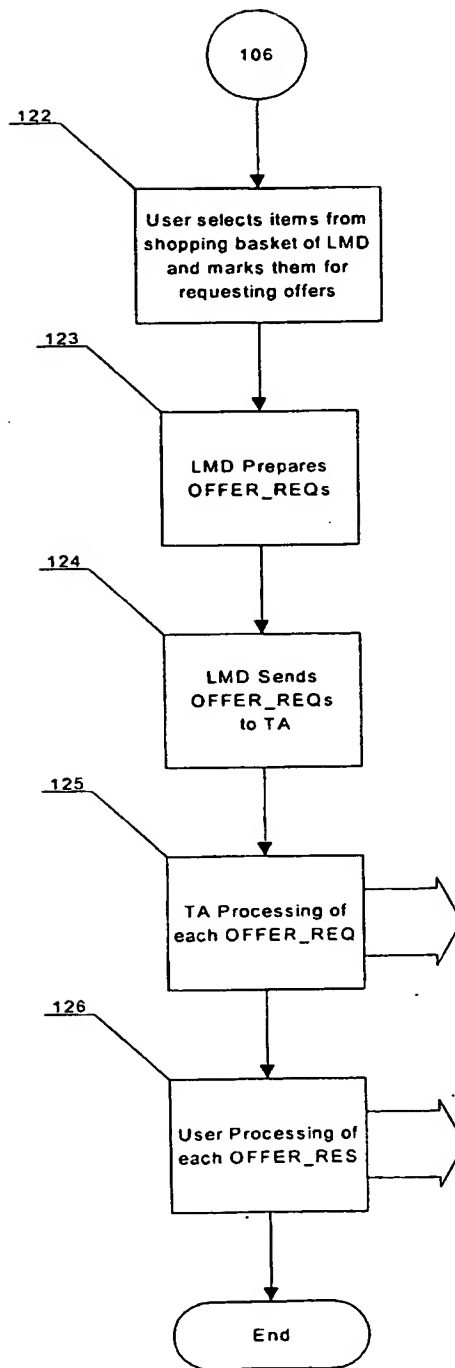 106
122
User selects items from
shopping basket of LMD
and marks them for
requesting offers
123
LMD Prepares
OFFER_REQs
124
LMD Sends
OFFER_REQs
to TA
125
TA Processing of
each OFFER_REQ
126
User Processing of
each OFFER_RES
End